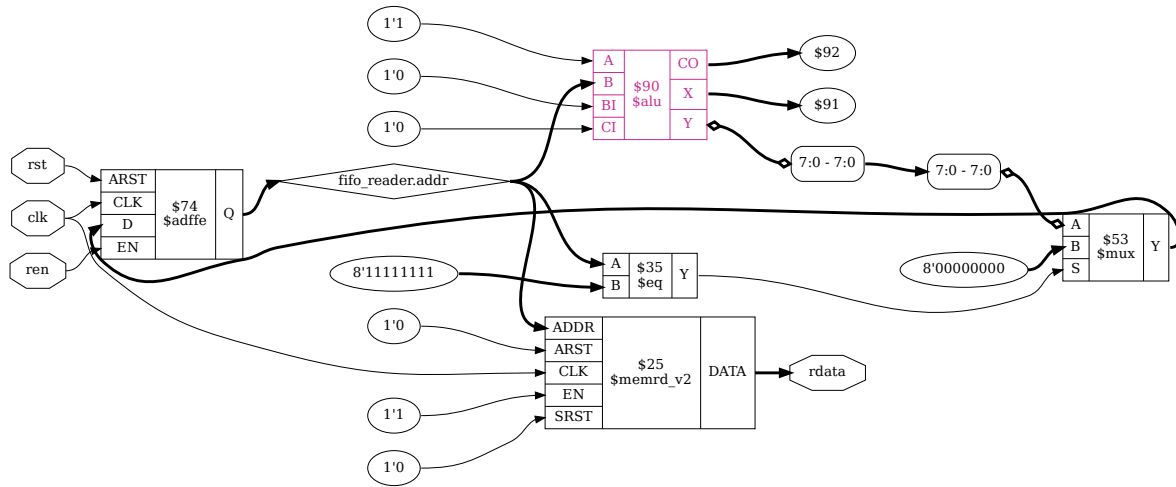 1'1
1'0
1'0
A
B
BI
CI
$90
$alu
CO
X
Y
$92
$91
7:0 - 7:0
7:0 - 7:0
rst
clk
ren
ARST
CLK
D
EN
$74
$adffe
Q
fifo_reader.addr
8'11111111
A
B
$35
$eq
Y
8'00000000
A
B
S
$53
$mux
Y
1'0
1'1
1'0
ADDR
ARST
CLK
EN
SRST
$25
$memrd_v2
DATA
rdata